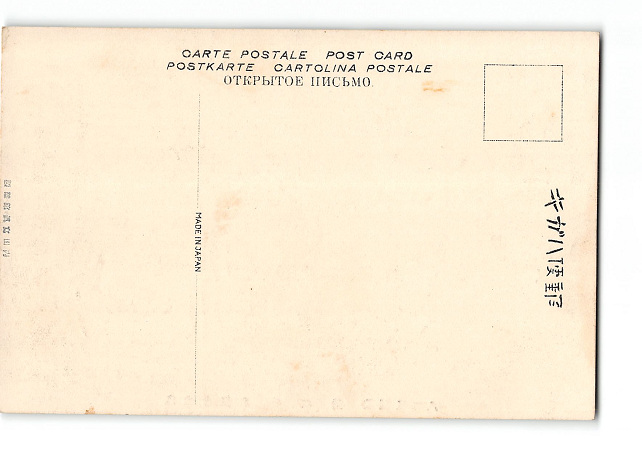 CARTE POSTALE POST CARD
POSTKARTE CARTOLINA POSTALE
ОТКРЫТОЕ ПИСЬМО.
郵便ハガキ
MADE IN JAPAN